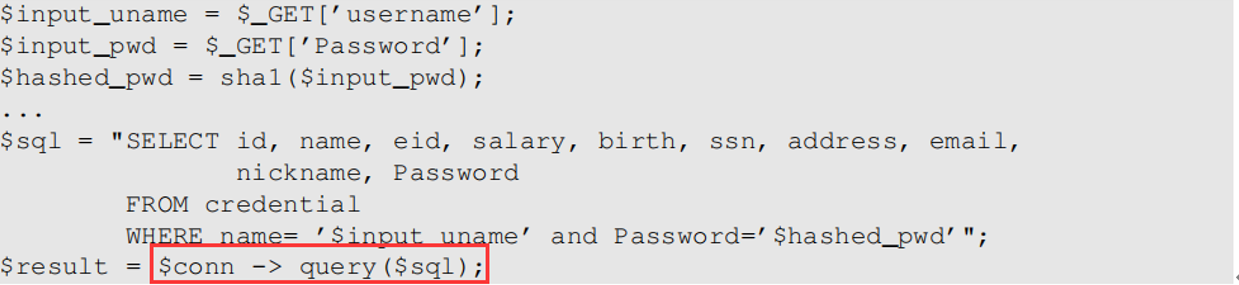 $input_uname = $_GET[’username’];
$input_pwd = $_GET[’Password’];
$hashed_pwd = sha1($input_pwd);
...
$sql = "SELECT id, name, eid, salary, birth, ssn, address, email,
nickname, Password
FROM credential
WHERE name= ’$input_uname’ and Password=’$hashed_pwd’";
$result = $conn -> query($sql);